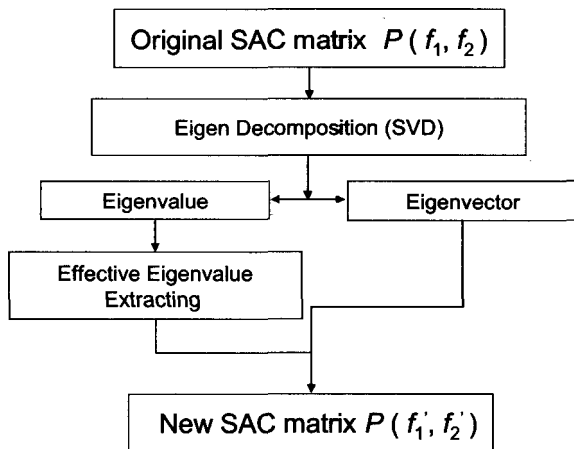 Original SAC matrix P ( f₁, f₂ )
Eigen Decomposition (SVD)
Eigenvalue
Eigenvector
Effective Eigenvalue
Extracting
New SAC matrix P ( f₁', f₂' )